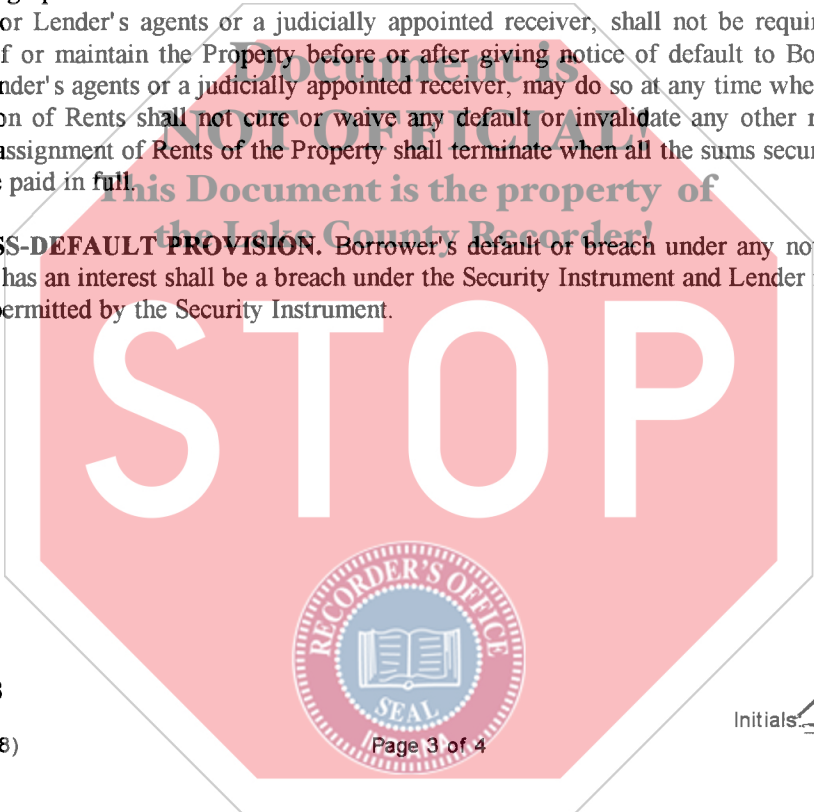 or Lender's agents or a judicially appointed receiver, shall not be requi
f or maintain the Property before or after giving notice of default to Bo
nder's agents or a judicially appointed receiver, may do so at any time whe
on of Rents shall not cure or waive any default or invalidate any other r
assignment of Rents of the Property shall terminate when all the sums secur
e paid in full.
Document is
NOT OFFICIAL!
This Document is the property of
the Lake County Recorder!
SS-DEFAULT PROVISION. Borrower's default or breach under any no
has an interest shall be a breach under the Security Instrument and Lender
ermitted by the Security Instrument.
STOP
RECORDER'S OFFICE
SEAL
INDIANA
8)
Page 3 of 4
Initials: